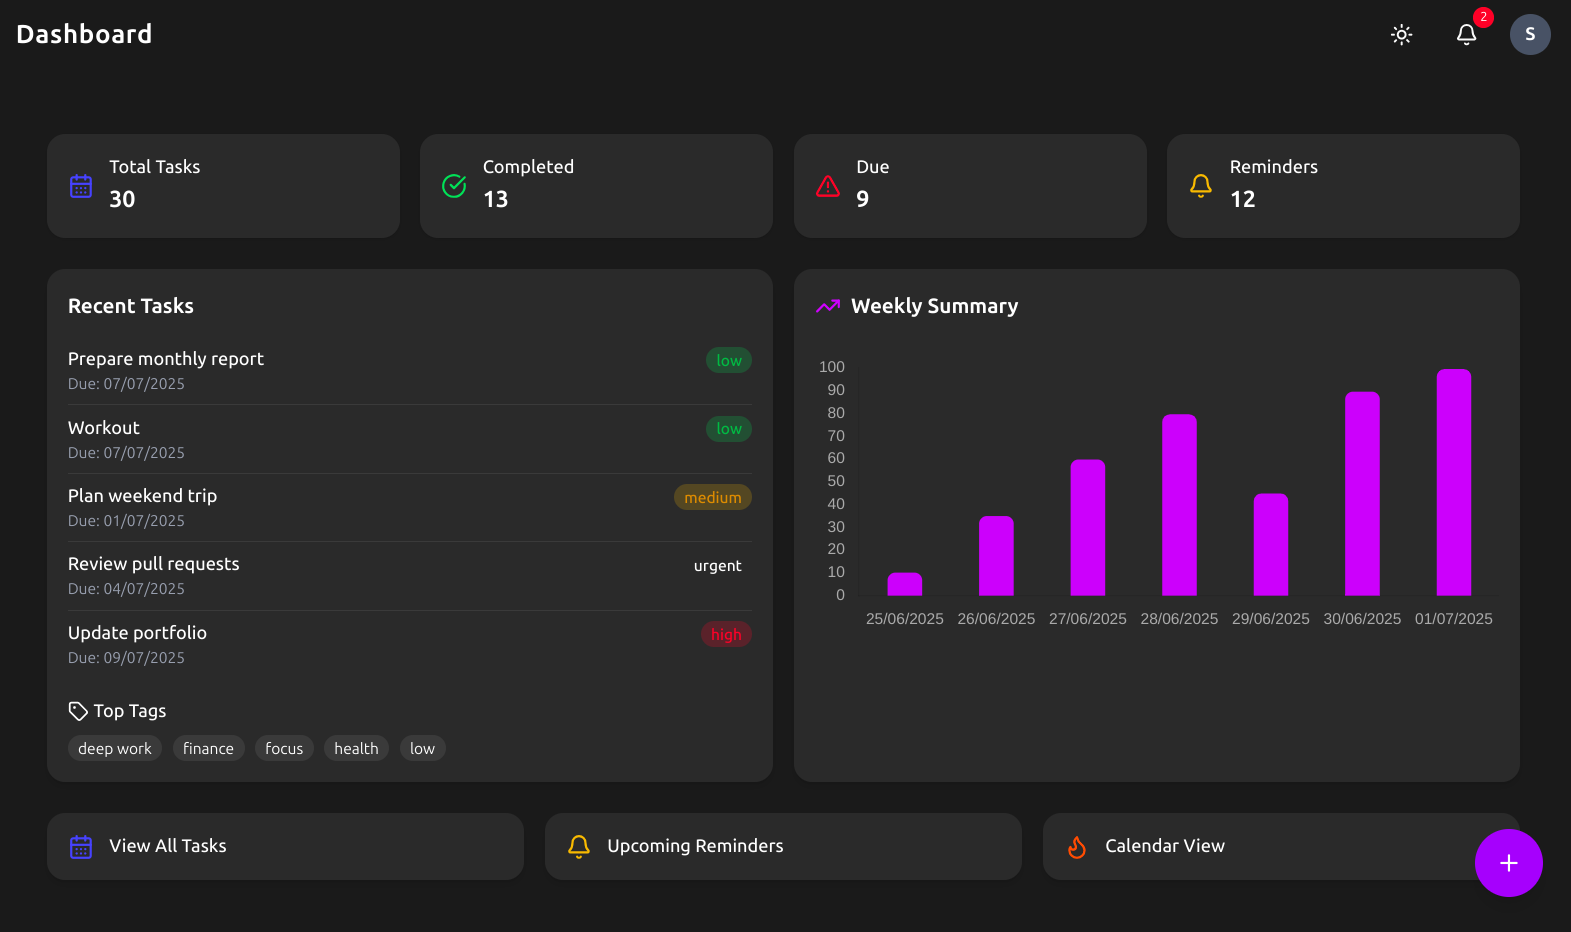 Dashboard
2
S
Total Tasks
30
Completed
13
Due
9
Reminders
12
Recent Tasks
Prepare monthly report
low
Due: 07/07/2025
Workout
low
Due: 07/07/2025
Plan weekend trip
medium
Due: 01/07/2025
Review pull requests
urgent
Due: 04/07/2025
Update portfolio
high
Due: 09/07/2025
Top Tags
deep work finance focus health low
Weekly Summary
100
90
80
70
60
50
40
30
20
10
0
25/06/2025 26/06/2025 27/06/2025 28/06/2025 29/06/2025 30/06/2025 01/07/2025
View All Tasks
Upcoming Reminders
Calendar View
+